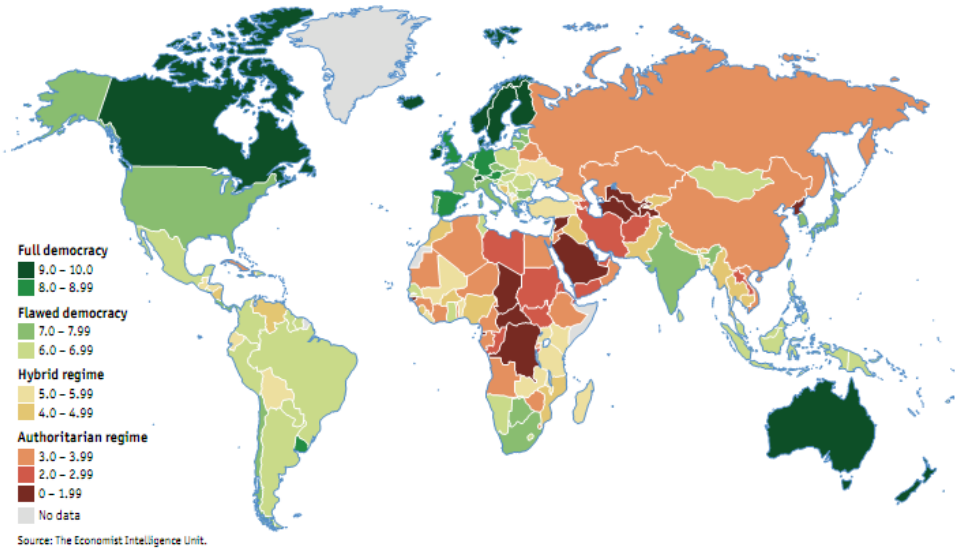 Full democracy
9.0 – 10.0
8.0 – 8.99
Flawed democracy
7.0 – 7.99
6.0 – 6.99
Hybrid regime
5.0 – 5.99
4.0 – 4.99
Authoritarian regime
3.0 – 3.99
2.0 – 2.99
0 – 1.99
No data
Source: The Economist Intelligence Unit.